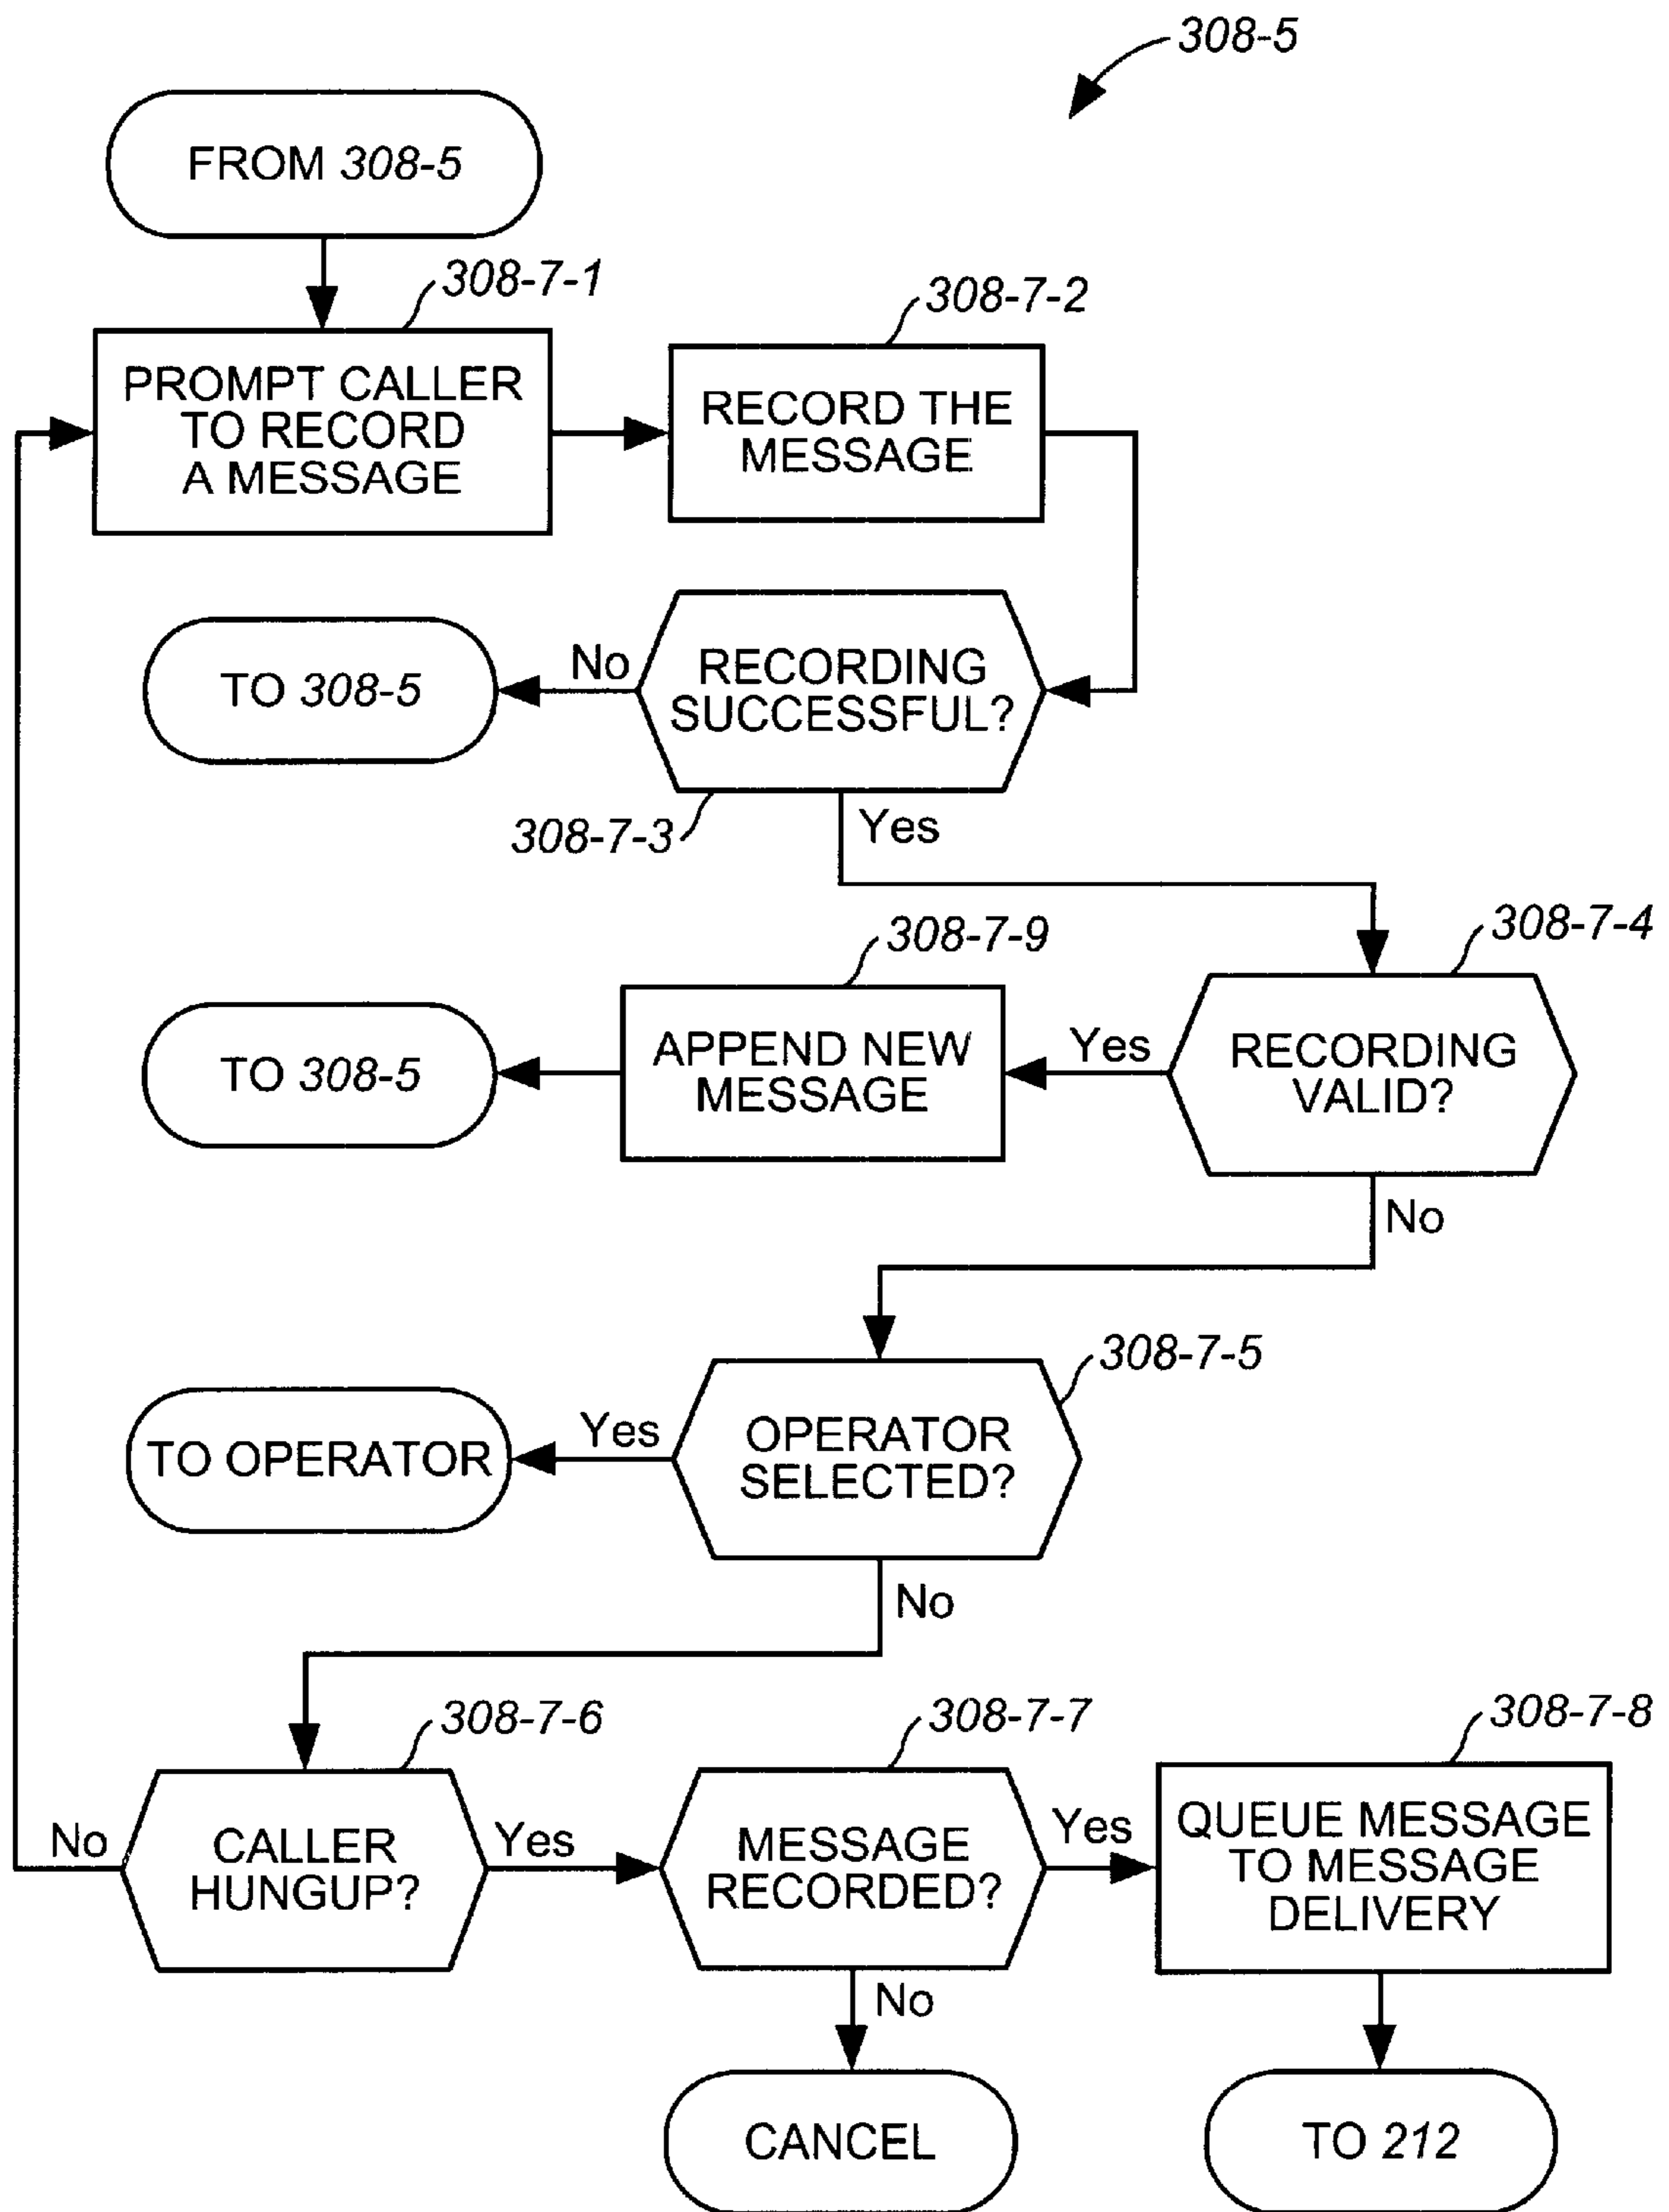 308-5
FROM 308-5
308-7-1
308-7-2
PROMPT CALLER
TO RECORD
A MESSAGE
RECORD THE
MESSAGE
TO 308-5
No
RECORDING
SUCCESSFUL?
308-7-3
Yes
308-7-9
308-7-4
TO 308-5
APPEND NEW
MESSAGE
Yes
RECORDING
VALID?
No
308-7-5
TO OPERATOR
Yes
OPERATOR
SELECTED?
No
308-7-6
308-7-7
308-7-8
No
CALLER
HUNGUP?
Yes
MESSAGE
RECORDED?
Yes
QUEUE MESSAGE
TO MESSAGE
DELIVERY
No
CANCEL
TO 212